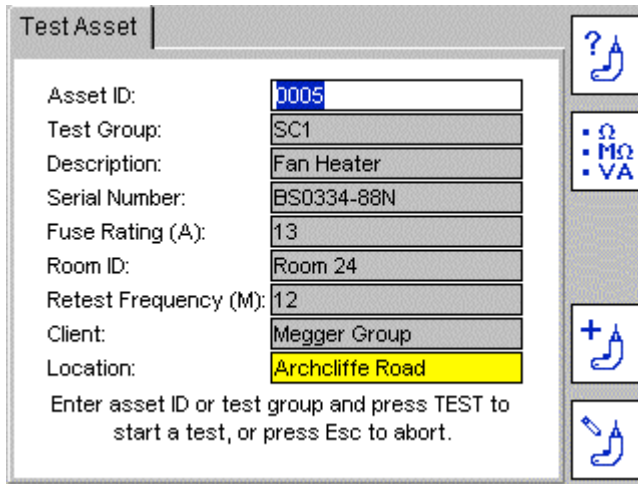 Test Asset
Asset ID: 0005
Test Group: SC1
Description: Fan Heater
Serial Number: BS0334-88N
Fuse Rating (A): 13
Room ID: Room 24
Retest Frequency (M): 12
Client: Megger Group
Location: Archcliffe Road
Enter asset ID or test group and press TEST to
start a test, or press Esc to abort.
?
▪ Ω
▪ MΩ
▪ VA
+